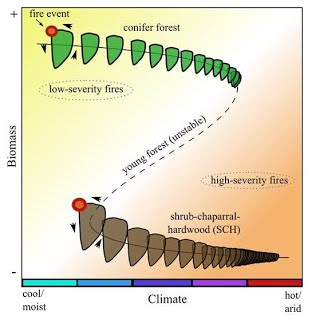 +
fire event
conifer forest
low-severity fires
Biomass
young forest (unstable)
high-severity fires
shrub-chaparral-
hardwood (SCH)
-
cool/
moist
Climate
hot/
arid